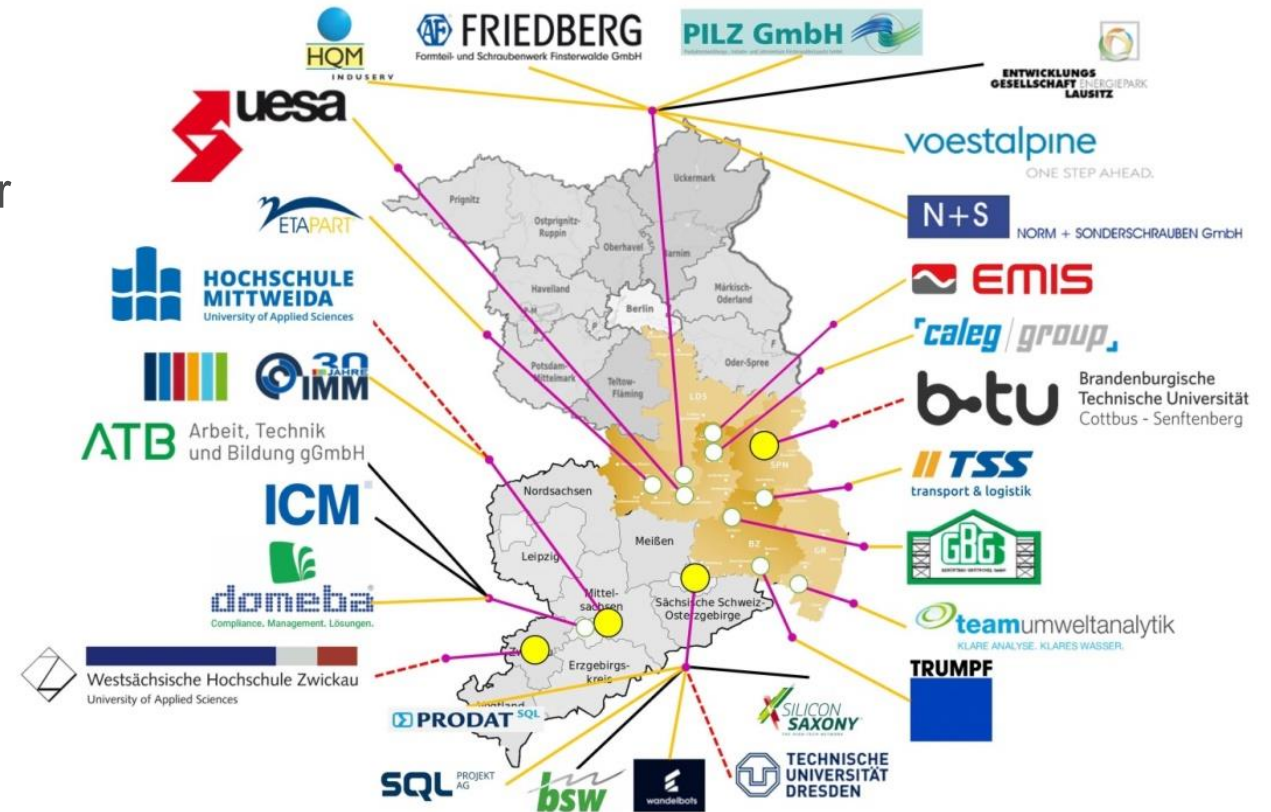 HQM
INDUSERV
FRIEDBERG
Formteil- und Schraubenwerk Finsterwalde GmbH
PILZ GmbH
ENTWICKLUNGS
GESELLSCHAFT ENERGIEPARK
LAUSITZ
uesa
r
voestalpine
ONE STEP AHEAD.
ETAPART
N+S
NORM + SONDERSCHRAUBEN GmbH
HOCHSCHULE
MITTWEIDA
University of Applied Sciences
EMIS
caleg group
30
JAHRE
IMM
b-tu
Brandenburgische
Technische Universität
Cottbus - Senftenberg
ATB
Arbeit, Technik
und Bildung gGmbH
TSS
transport & logistik
ICM
GBG
domeba
Compliance. Management. Lösungen.
teamumweltanalytik
KLARE ANALYSE. KLARES WASSER.
Westsächsische Hochschule Zwickau
University of Applied Sciences
TRUMPF
PRODAT SQL
SILICON
SAXONY
SQL PROJEKT
AG
bsw
wandelbots
TECHNISCHE
UNIVERSITÄT
DRESDEN
Prignitz
Uckermark
Ostprignitz-
Ruppin
Oberhavel
Havelland
Märkisch-
Oderland
Berlin
P
F
Potsdam-
Mittelmark
Teltow-
Fläming
Oder-Spree
LDS
SPN
Nordsachsen
Leipzig
Meißen
BZ
GR
Mittel-
sachsen
Sächsische Schweiz-
Osterzgebirge
Erzgebirgs-
kreis